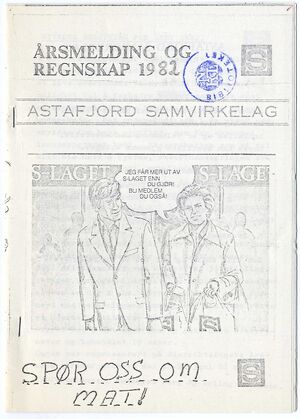 ÅRSMELDING OG
REGNSKAP 1982
S
ASTAFJORD SAMVIRKELAG
S-LAGET
S-LAGE
JEG FÅR MER UT AV
S-LAGET ENN
DU GJØR!
BLI MEDLEM
DU OGSÅ!
S
S
S
SPØR OSS OM
MAT!